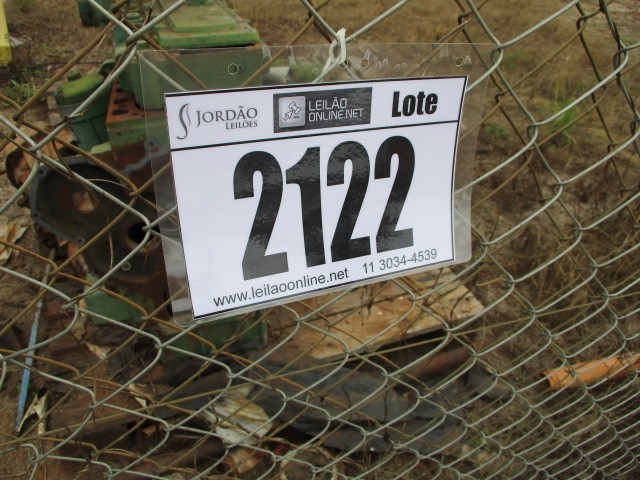 JORDÃO LEILÕES
LEILÃO ONLINE.NET
Lote
2122
www.leilaoonline.net 11 3034-4539